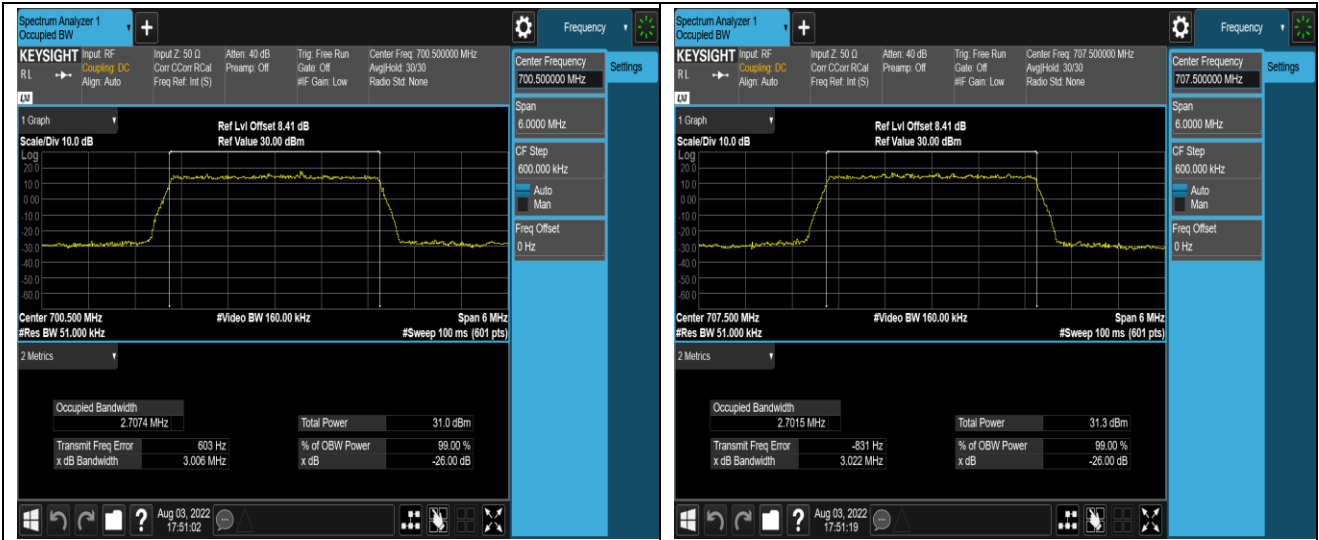 Spectrum Analyzer 1
Occupied BW
+
Frequency
KEYSIGHT Input: RF Input Z: 50 Ω Atten: 40 dB Trig: Free Run Center Freq: 700.500000 MHz
RL Coupling: DC Corr CCorr RCal Preamp: Off Gate: Off Avg|Hold: 30/30
Align: Auto Freq Ref: Int (S) #IF Gain: Low Radio Std: None
LXI
Center Frequency
700.500000 MHz
Settings
Span
6.0000 MHz
CF Step
600.000 kHz
Auto
Man
Freq Offset
0 Hz
1 Graph
Ref Lvl Offset 8.41 dB
Scale/Div 10.0 dB Ref Value 30.00 dBm
Log
20.0
10.0
0.00
-10.0
-20.0
-30.0
-40.0
-50.0
-60.0
Center 700.500 MHz #Video BW 160.00 kHz Span 6 MHz
#Res BW 51.000 kHz #Sweep 100 ms (601 pts)
2 Metrics
Occupied Bandwidth
2.7074 MHz Total Power 31.0 dBm
Transmit Freq Error 603 Hz % of OBW Power 99.00 %
x dB Bandwidth 3.006 MHz x dB -26.00 dB
? Aug 03, 2022
17:51:02
Spectrum Analyzer 1
Occupied BW
+
Frequency
KEYSIGHT Input: RF Input Z: 50 Ω Atten: 40 dB Trig: Free Run Center Freq: 707.500000 MHz
RL Coupling: DC Corr CCorr RCal Preamp: Off Gate: Off Avg|Hold: 30/30
Align: Auto Freq Ref: Int (S) #IF Gain: Low Radio Std: None
LXI
Center Frequency
707.500000 MHz
Settings
Span
6.0000 MHz
CF Step
600.000 kHz
Auto
Man
Freq Offset
0 Hz
1 Graph
Ref Lvl Offset 8.41 dB
Scale/Div 10.0 dB Ref Value 30.00 dBm
Log
20.0
10.0
0.00
-10.0
-20.0
-30.0
-40.0
-50.0
-60.0
Center 707.500 MHz #Video BW 160.00 kHz Span 6 MHz
#Res BW 51.000 kHz #Sweep 100 ms (601 pts)
2 Metrics
Occupied Bandwidth
2.7015 MHz Total Power 31.3 dBm
Transmit Freq Error -831 Hz % of OBW Power 99.00 %
x dB Bandwidth 3.022 MHz x dB -26.00 dB
? Aug 03, 2022
17:51:19